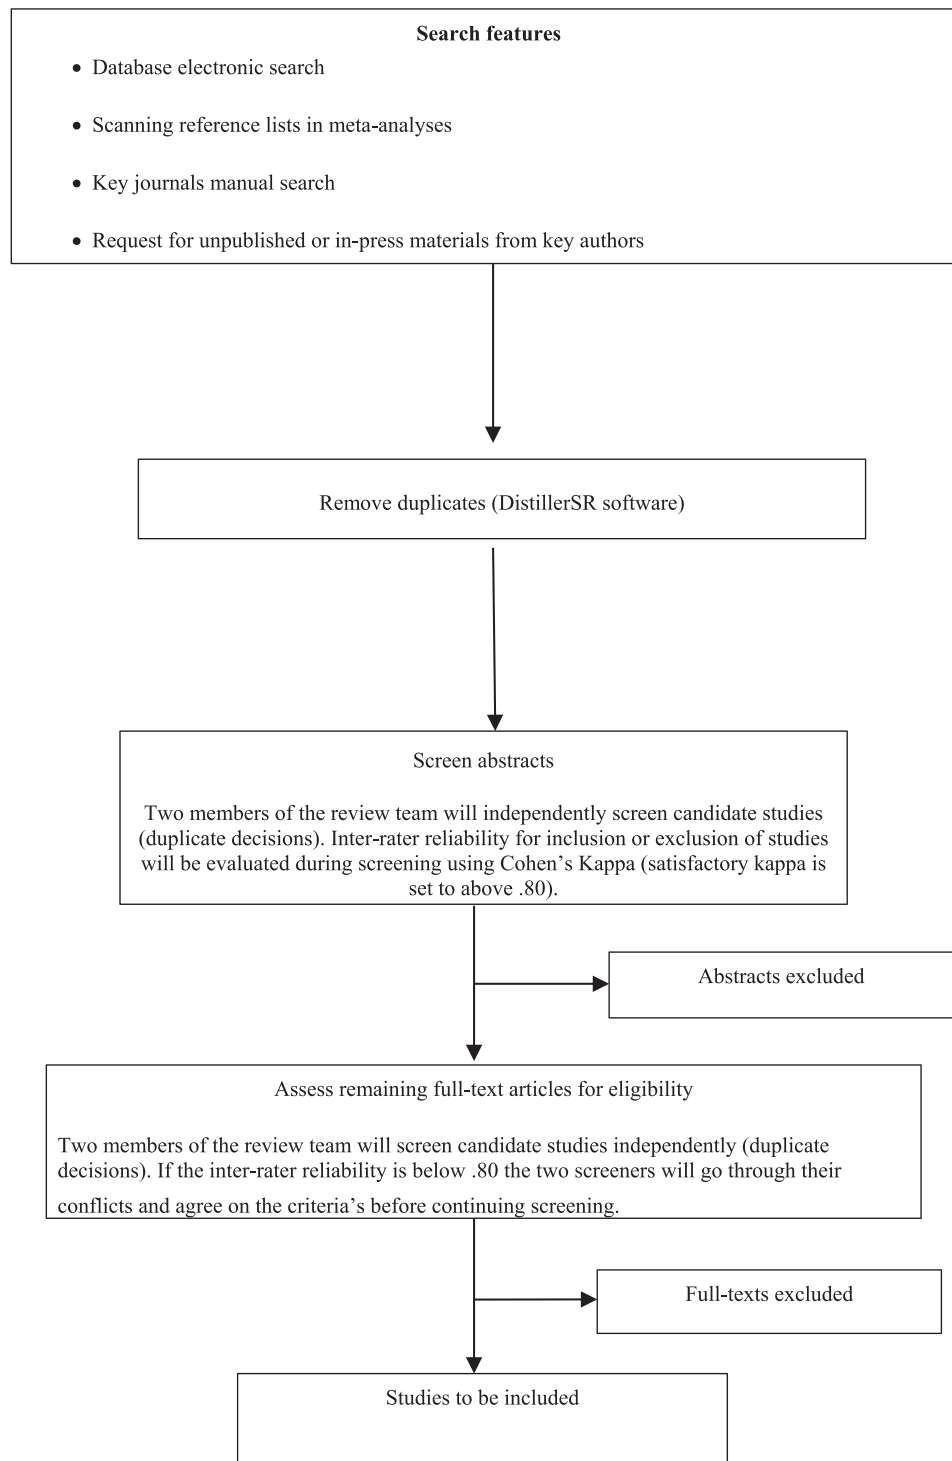 Search features
• Database electronic search
• Scanning reference lists in meta-analyses
• Key journals manual search
• Request for unpublished or in-press materials from key authors
Remove duplicates (DistillerSR software)
Screen abstracts
Two members of the review team will independently screen candidate studies
(duplicate decisions). Inter-rater reliability for inclusion or exclusion of studies
will be evaluated during screening using Cohen’s Kappa (satisfactory kappa is
set to above .80).
Abstracts excluded
Assess remaining full-text articles for eligibility
Two members of the review team will screen candidate studies independently (duplicate
decisions). If the inter-rater reliability is below .80 the two screeners will go through their
conflicts and agree on the criteria’s before continuing screening.
Full-texts excluded
Studies to be included